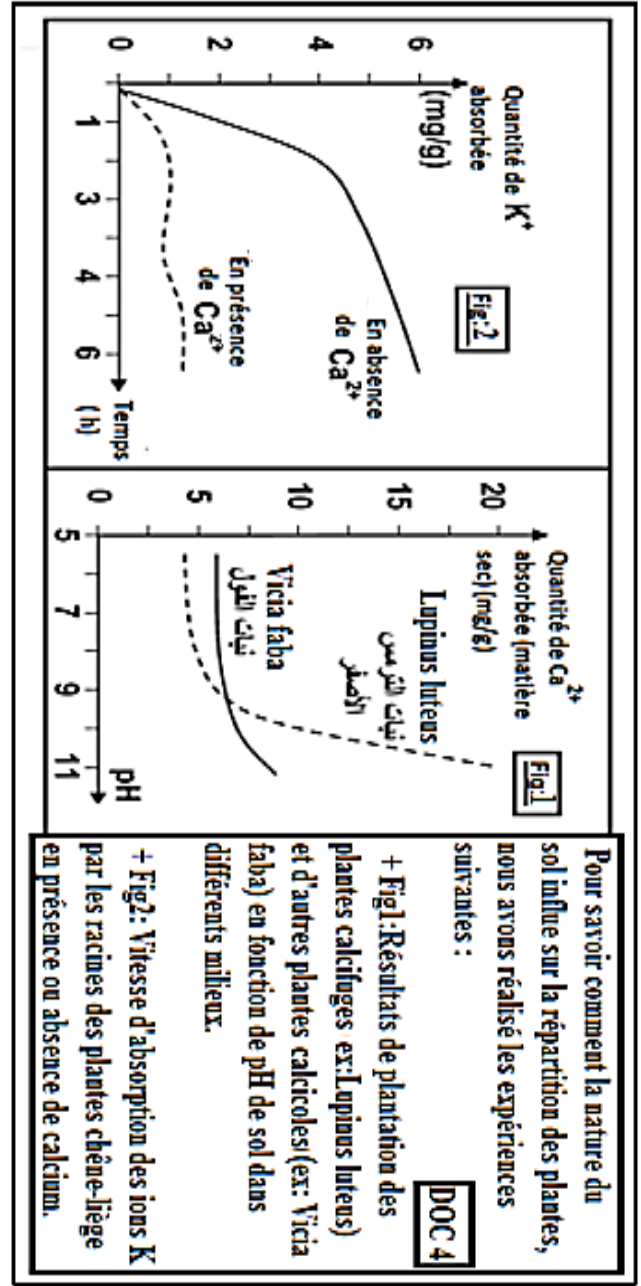 Quantité de K⁺
absorbée
(mg/g)
Fig:2
6
4
2
0
1
3
4
6
Temps
(h)
En absence
de Ca²⁺
En présence
de Ca²⁺
Quantité de Ca²⁺
absorbée (matière
sec) (mg/g)
Fig:1
20
15
10
5
0
5
7
9
11
pH
Lupinus luteus
نبات الترمس
الأصفر
Vicia faba
نبات الفول
Pour savoir comment la nature du
sol influe sur la répartition des plantes,
nous avons réalisé les expériences
suivantes :
DOC 4
+ Fig1:Résultats de plantation des
plantes calcifuges ex:Lupinus luteus)
et d'autres plantes calcicoles (ex: Vicia
faba) en fonction de pH de sol dans
différents milieux.
+ Fig2: Vitesse d'absorption des ions K
par les racines des plantes chêne-liège
en présence ou absence de calcium.